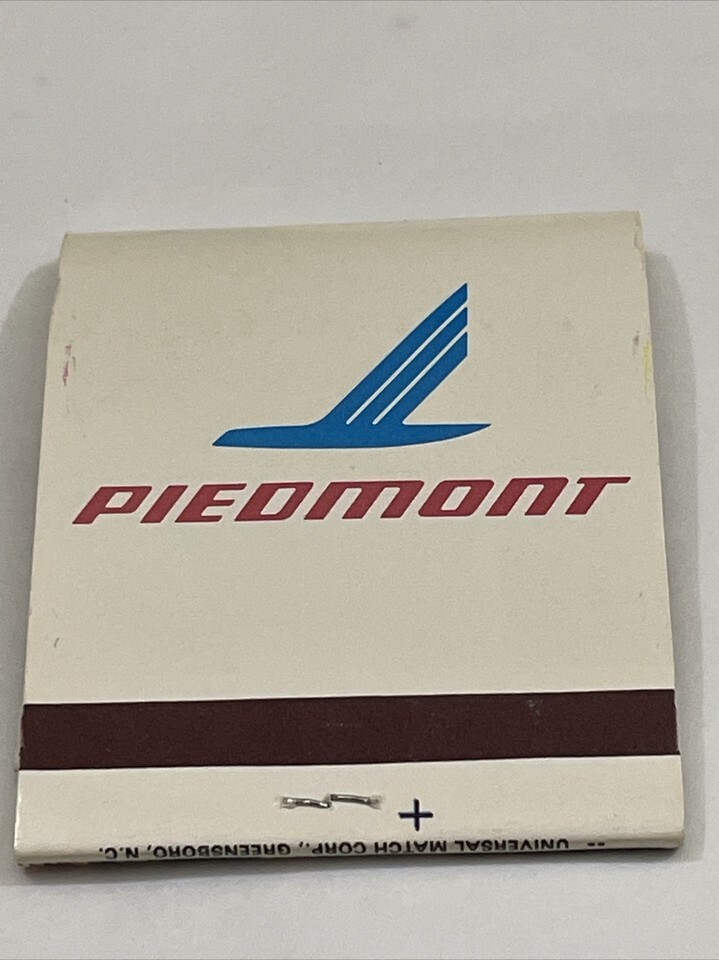 PIEDMONT
-- UNIVERSAL MATCH CORP., GREENSBORO, N.C.